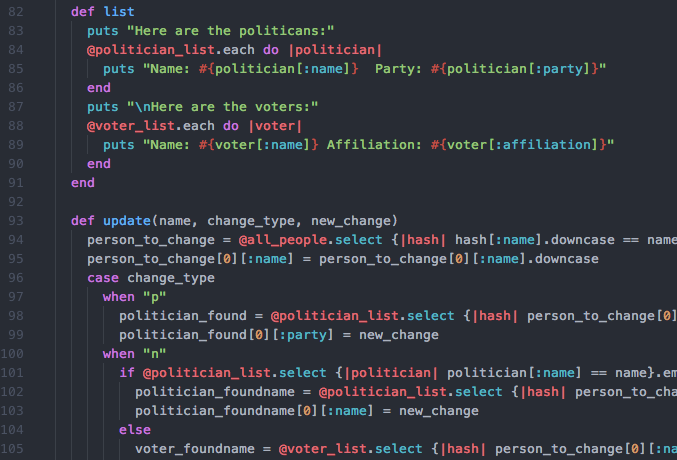 82 def list
83 puts "Here are the politicans:"
84 @politician_list.each do |politician|
85 puts "Name: #{politician[:name]}  Party: #{politician[:party]}"
86 end
87 puts "\nHere are the voters:"
88 @voter_list.each do |voter|
89 puts "Name: #{voter[:name]} Affiliation: #{voter[:affiliation]}"
90 end
91 end
92
93 def update(name, change_type, new_change)
94 person_to_change = @all_people.select {|hash| hash[:name].downcase == name
95 person_to_change[0][:name] = person_to_change[0][:name].downcase
96 case change_type
97 when "p"
98 politician_found = @politician_list.select {|hash| person_to_change[0]
99 politician_found[0][:party] = new_change
100 when "n"
101 if @politician_list.select {|politician| politician[:name] == name}.em
102 politician_foundname = @politician_list.select {|hash| person_to_cha
103 politician_foundname[0][:name] = new_change
104 else
105 voter_foundname = @voter_list.select {|hash| person_to_change[0][:na